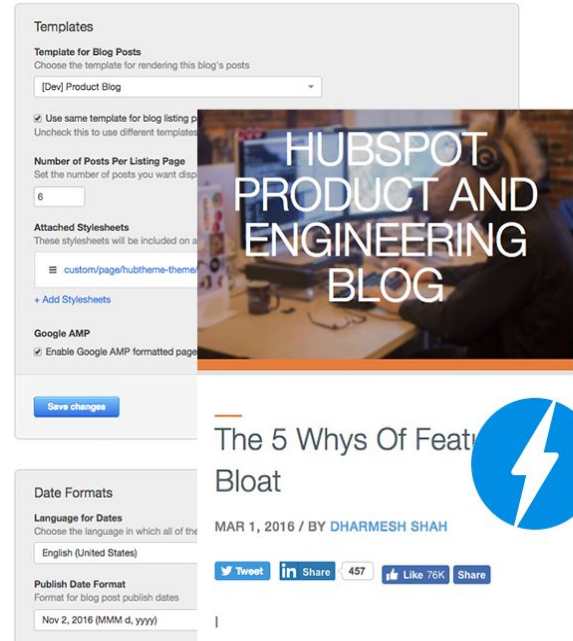 Templates
Template for Blog Posts
Choose the template for rendering this blog's posts
[Dev] Product Blog
Use same template for blog listing p
Uncheck this to use different templates
Number of Posts Per Listing Page
Set the number of posts you want disp
6
Attached Stylesheets
These stylesheets will be included on a
custom/page/hubtheme-theme/
+ Add Stylesheets
Google AMP
Enable Google AMP formatted page
Save changes
Date Formats
Language for Dates
Choose the language in which all of the
English (United States)
Publish Date Format
Format for blog post publish dates
Nov 2, 2016 (MMM d, yyyy)
HUBSPOT
PRODUCT AND
ENGINEERING
BLOG
The 5 Whys Of Featu
Bloat
MAR 1, 2016 / BY DHARMESH SHAH
Tweet in Share 457 Like 76K Share